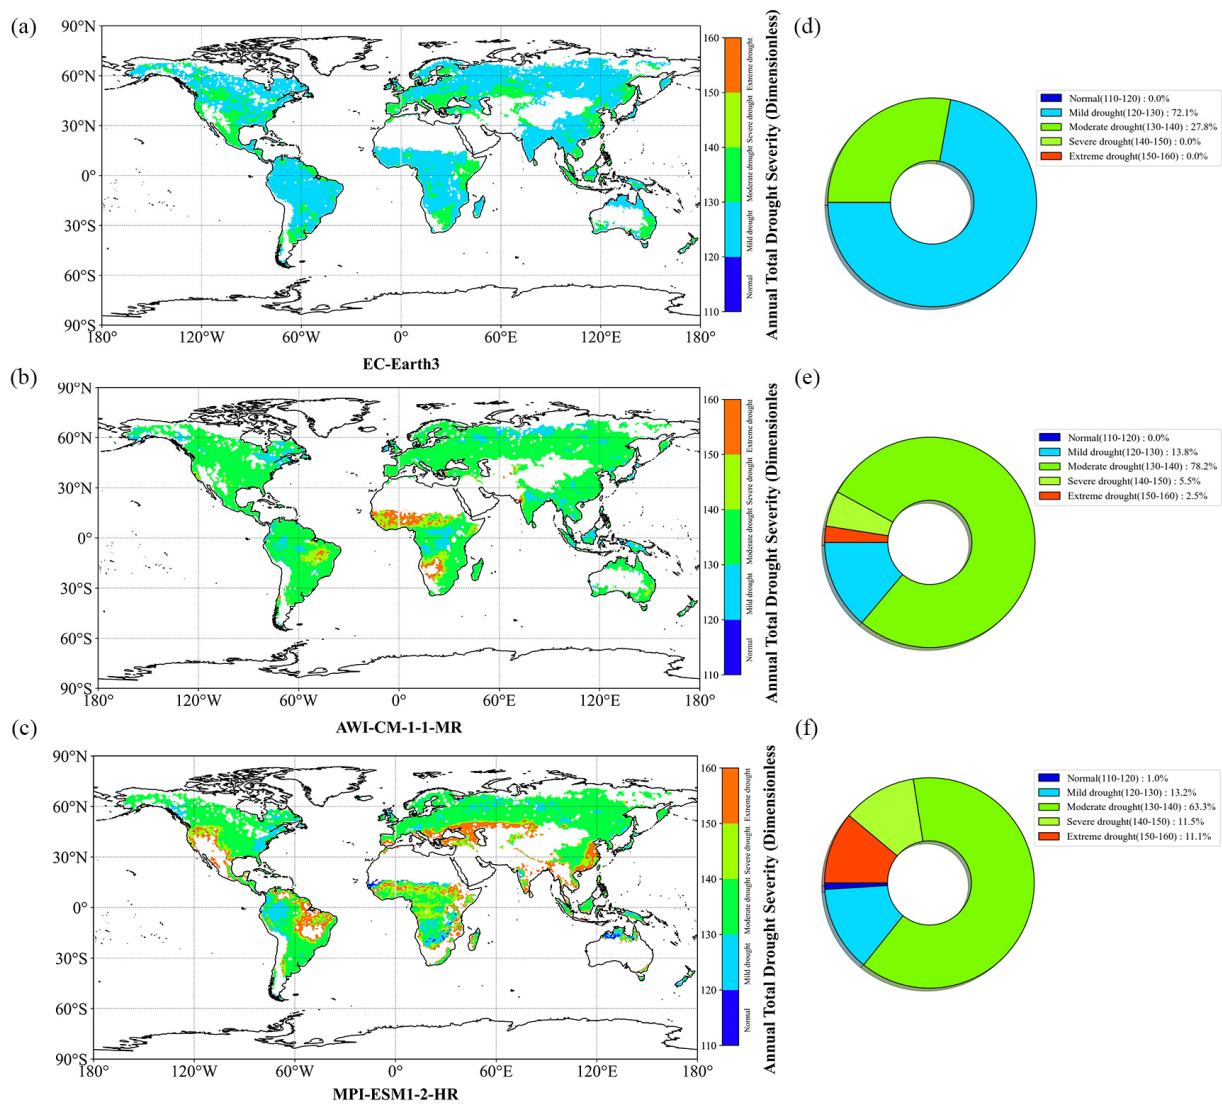 (a)
90°N
60°N
30°N
0°
30°S
60°S
90°S
180°
120°W
60°W
0°
60°E
120°E
180°
EC-Earth3
160
150
140
130
120
110
Extreme drought
Severe drought
Moderate drought
Mild drought
Normal
Annual Total Drought Severity (Dimensionless)
(d)
Normal(110-120) : 0.0%
Mild drought(120-130) : 72.1%
Moderate drought(130-140) : 27.8%
Severe drought(140-150) : 0.0%
Extreme drought(150-160) : 0.0%
(b)
90°N
60°N
30°N
0°
30°S
60°S
90°S
180°
120°W
60°W
0°
60°E
120°E
180°
AWI-CM-1-1-MR
160
150
140
130
120
110
Extreme drought
Severe drought
Moderate drought
Mild drought
Normal
Annual Total Drought Severity (Dimensionles
(e)
Normal(110-120) : 0.0%
Mild drought(120-130) : 13.8%
Moderate drought(130-140) : 78.2%
Severe drought(140-150) : 5.5%
Extreme drought(150-160) : 2.5%
(c)
90°N
60°N
30°N
0°
30°S
60°S
90°S
180°
120°W
60°W
0°
60°E
120°E
180°
MPI-ESM1-2-HR
160
150
140
130
120
110
Extreme drought
Severe drought
Moderate drought
Mild drought
Normal
Annual Total Drought Severity (Dimensionless
(f)
Normal(110-120) : 1.0%
Mild drought(120-130) : 13.2%
Moderate drought(130-140) : 63.3%
Severe drought(140-150) : 11.5%
Extreme drought(150-160) : 11.1%